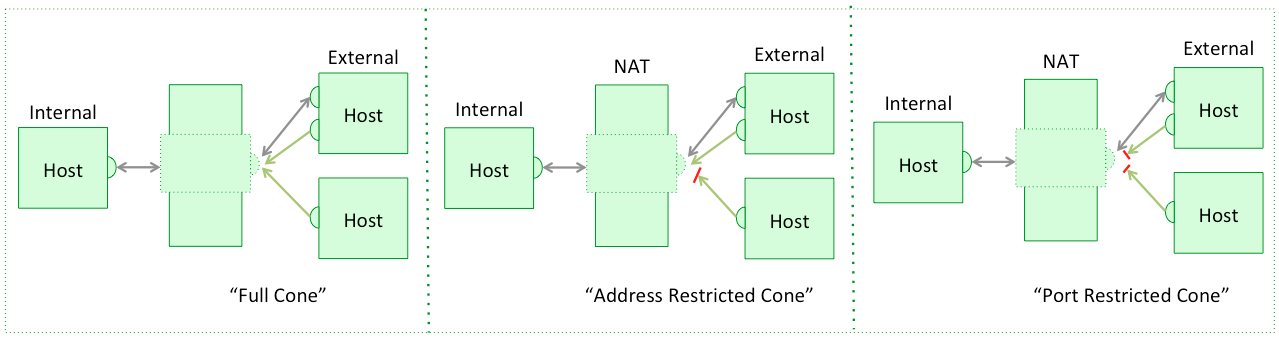 External
Internal
Host
Host
Host
“Full Cone”
NAT
External
Internal
Host
Host
Host
“Address Restricted Cone”
NAT
External
Internal
Host
Host
Host
“Port Restricted Cone”